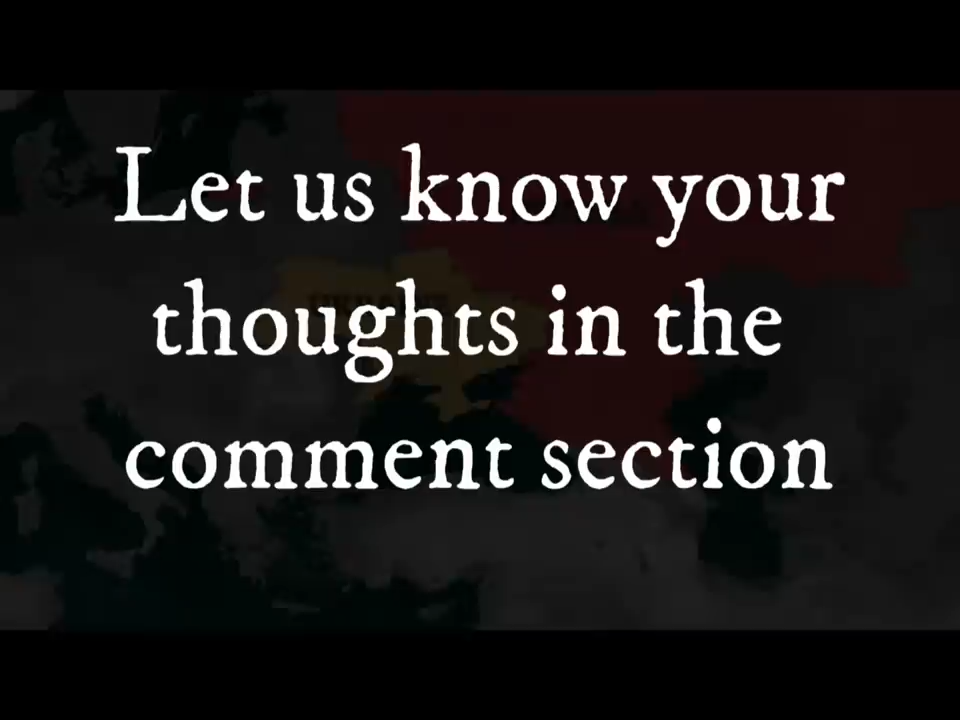 Let us know your
thoughts in the
comment section